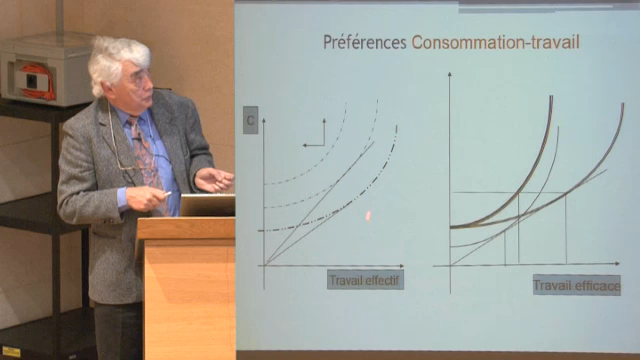 Préférences Consommation-travail
C
Travail effectif
Travail efficace